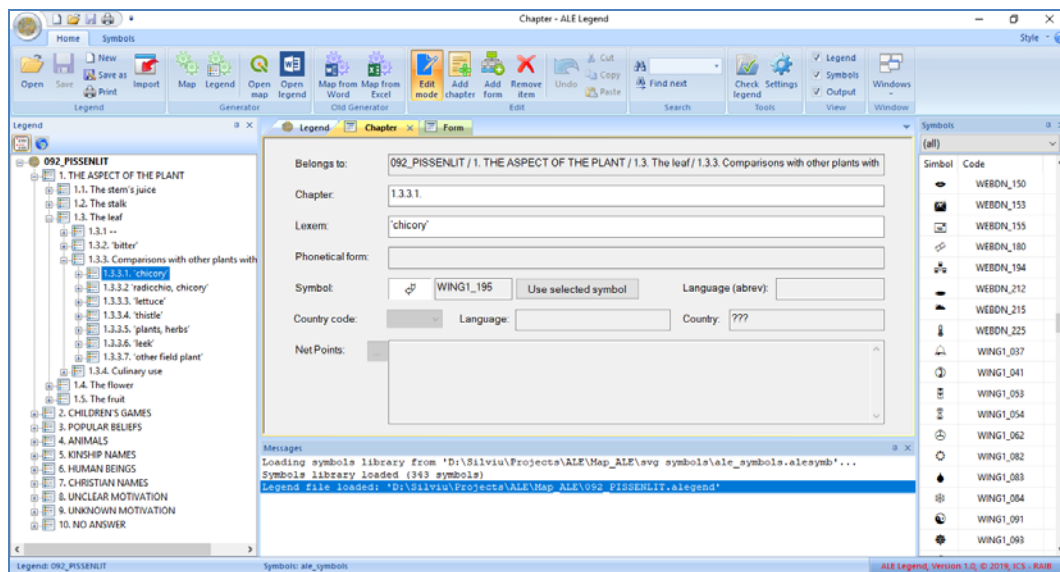 Chapter - ALE Legend
Home Symbols Style
Open Save New Save as Print Import Legend
Map Legend Open map Open legend Generator
Map from Word Map from Excel Old Generator
Edit mode Add chapter Add form Remove item Undo Cut Copy Paste Edit
Find next Search
Check legend Settings Tools
Legend Symbols Output View
Windows Window
Legend
092_PISSENLIT
1. THE ASPECT OF THE PLANT
1.1. The stem's juice
1.2. The stalk
1.3. The leaf
1.3.1 --
1.3.2. 'bitter'
1.3.3. Comparisons with other plants with
1.3.3.1. 'chicory'
1.3.3.2 'radicchio, chicory'
1.3.3.3. 'lettuce'
1.3.3.4. 'thistle'
1.3.3.5. 'plants, herbs'
1.3.3.6. 'leek'
1.3.3.7. 'other field plant'
1.3.4. Culinary use
1.4. The flower
1.5. The fruit
2. CHILDREN'S GAMES
3. POPULAR BELIEFS
4. ANIMALS
5. KINSHIP NAMES
6. HUMAN BEINGS
7. CHRISTIAN NAMES
8. UNCLEAR MOTIVATION
9. UNKNOWN MOTIVATION
10. NO ANSWER
Legend Chapter Form
Belongs to: 092_PISSENLIT / 1. THE ASPECT OF THE PLANT / 1.3. The leaf / 1.3.3. Comparisons with other plants with
Chapter: 1.3.3.1.
Lexem: 'chicory'
Phonetical form:
Symbol: WING1_195 Use selected symbol Language (abrev):
Country code: Language: Country: ???
Net Points: ...
Messages
Loading symbols library from 'D:\Silviu\Projects\ALE\Map_ALE\svg symbols\ale_symbols.alesymb'...
Symbols library loaded (343 symbols)
Legend file loaded: 'D:\Silviu\Projects\ALE\Map_ALE\092_PISSENLIT.alegend'
Symbols
(all)
Simbol Code
WEBDN_150
WEBDN_153
WEBDN_155
WEBDN_180
WEBDN_194
WEBDN_212
WEBDN_215
WEBDN_225
WING1_037
WING1_041
WING1_053
WING1_054
WING1_062
WING1_082
WING1_083
WING1_084
WING1_091
WING1_093
Legend: 092_PISSENLIT Symbols: ale_symbols ALE Legend, Version 1.0, © 2019, ICS - RAIB